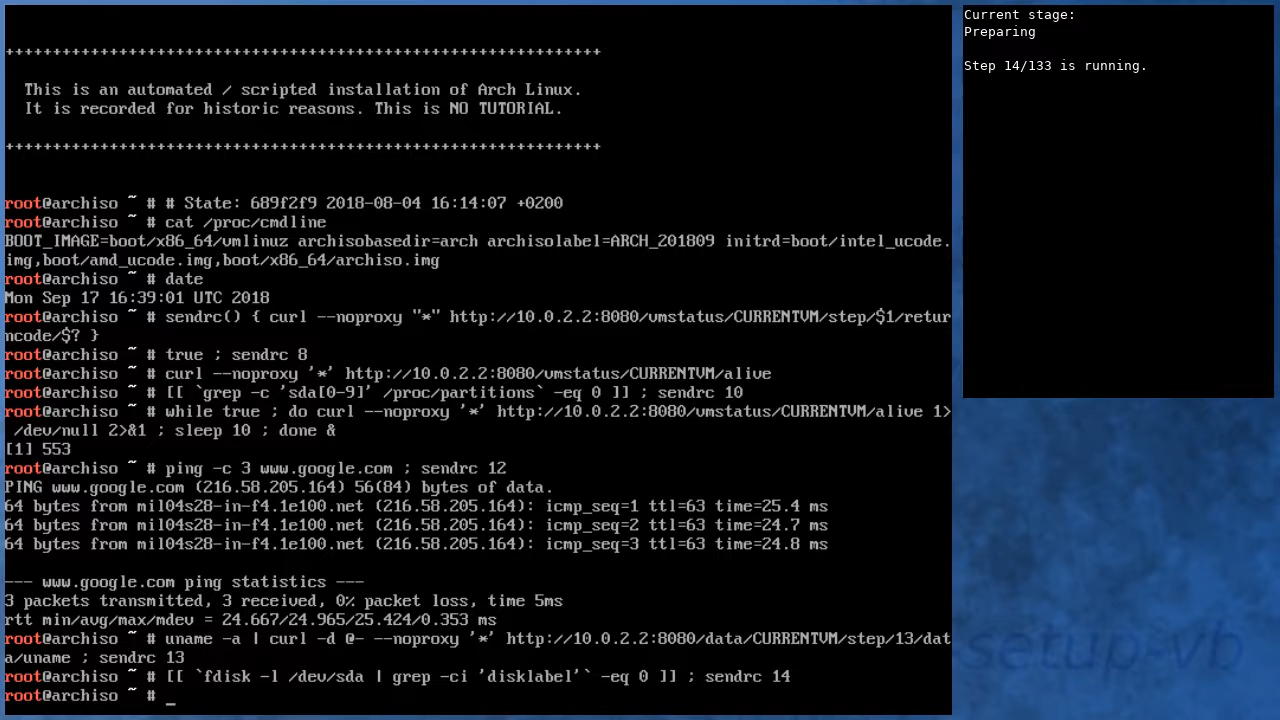 +++++++++++++++++++++++++++++++++++++++++++++++++++++++++++++++
This is an automated / scripted installation of Arch Linux.
It is recorded for historic reasons. This is NO TUTORIAL.
+++++++++++++++++++++++++++++++++++++++++++++++++++++++++++++++
root@archiso ~ # # State: 689f2f9 2018-08-04 16:14:07 +0200
root@archiso ~ # cat /proc/cmdline
BOOT_IMAGE=boot/x86_64/vmlinuz archisobasedir=arch archisolabel=ARCH_201809 initrd=boot/intel_ucode.
img,boot/amd_ucode.img,boot/x86_64/archiso.img
root@archiso ~ # date
Mon Sep 17 16:39:01 UTC 2018
root@archiso ~ # sendrc() { curl --noproxy "*" http://10.0.2.2:8080/vmstatus/CURRENTVM/step/$1/retur
ncode/$? }
root@archiso ~ # true ; sendrc 8
root@archiso ~ # curl --noproxy '*' http://10.0.2.2:8080/vmstatus/CURRENTVM/alive
root@archiso ~ # [[ `grep -c 'sda[0-9]' /proc/partitions` -eq 0 ]] ; sendrc 10
root@archiso ~ # while true ; do curl --noproxy '*' http://10.0.2.2:8080/vmstatus/CURRENTVM/alive 1>
/dev/null 2>&1 ; sleep 10 ; done &
[1] 553
root@archiso ~ # ping -c 3 www.google.com ; sendrc 12
PING www.google.com (216.58.205.164) 56(84) bytes of data.
64 bytes from mil04s28-in-f4.1e100.net (216.58.205.164): icmp_seq=1 ttl=63 time=25.4 ms
64 bytes from mil04s28-in-f4.1e100.net (216.58.205.164): icmp_seq=2 ttl=63 time=24.7 ms
64 bytes from mil04s28-in-f4.1e100.net (216.58.205.164): icmp_seq=3 ttl=63 time=24.8 ms
--- www.google.com ping statistics ---
3 packets transmitted, 3 received, 0% packet loss, time 5ms
rtt min/avg/max/mdev = 24.667/24.965/25.424/0.353 ms
root@archiso ~ # uname -a | curl -d @- --noproxy '*' http://10.0.2.2:8080/data/CURRENTVM/step/13/dat
a/uname ; sendrc 13
root@archiso ~ # [[ `fdisk -l /dev/sda | grep -ci 'disklabel'` -eq 0 ]] ; sendrc 14
root@archiso ~ # _
Current stage:
Preparing
Step 14/133 is running.
setup-vb